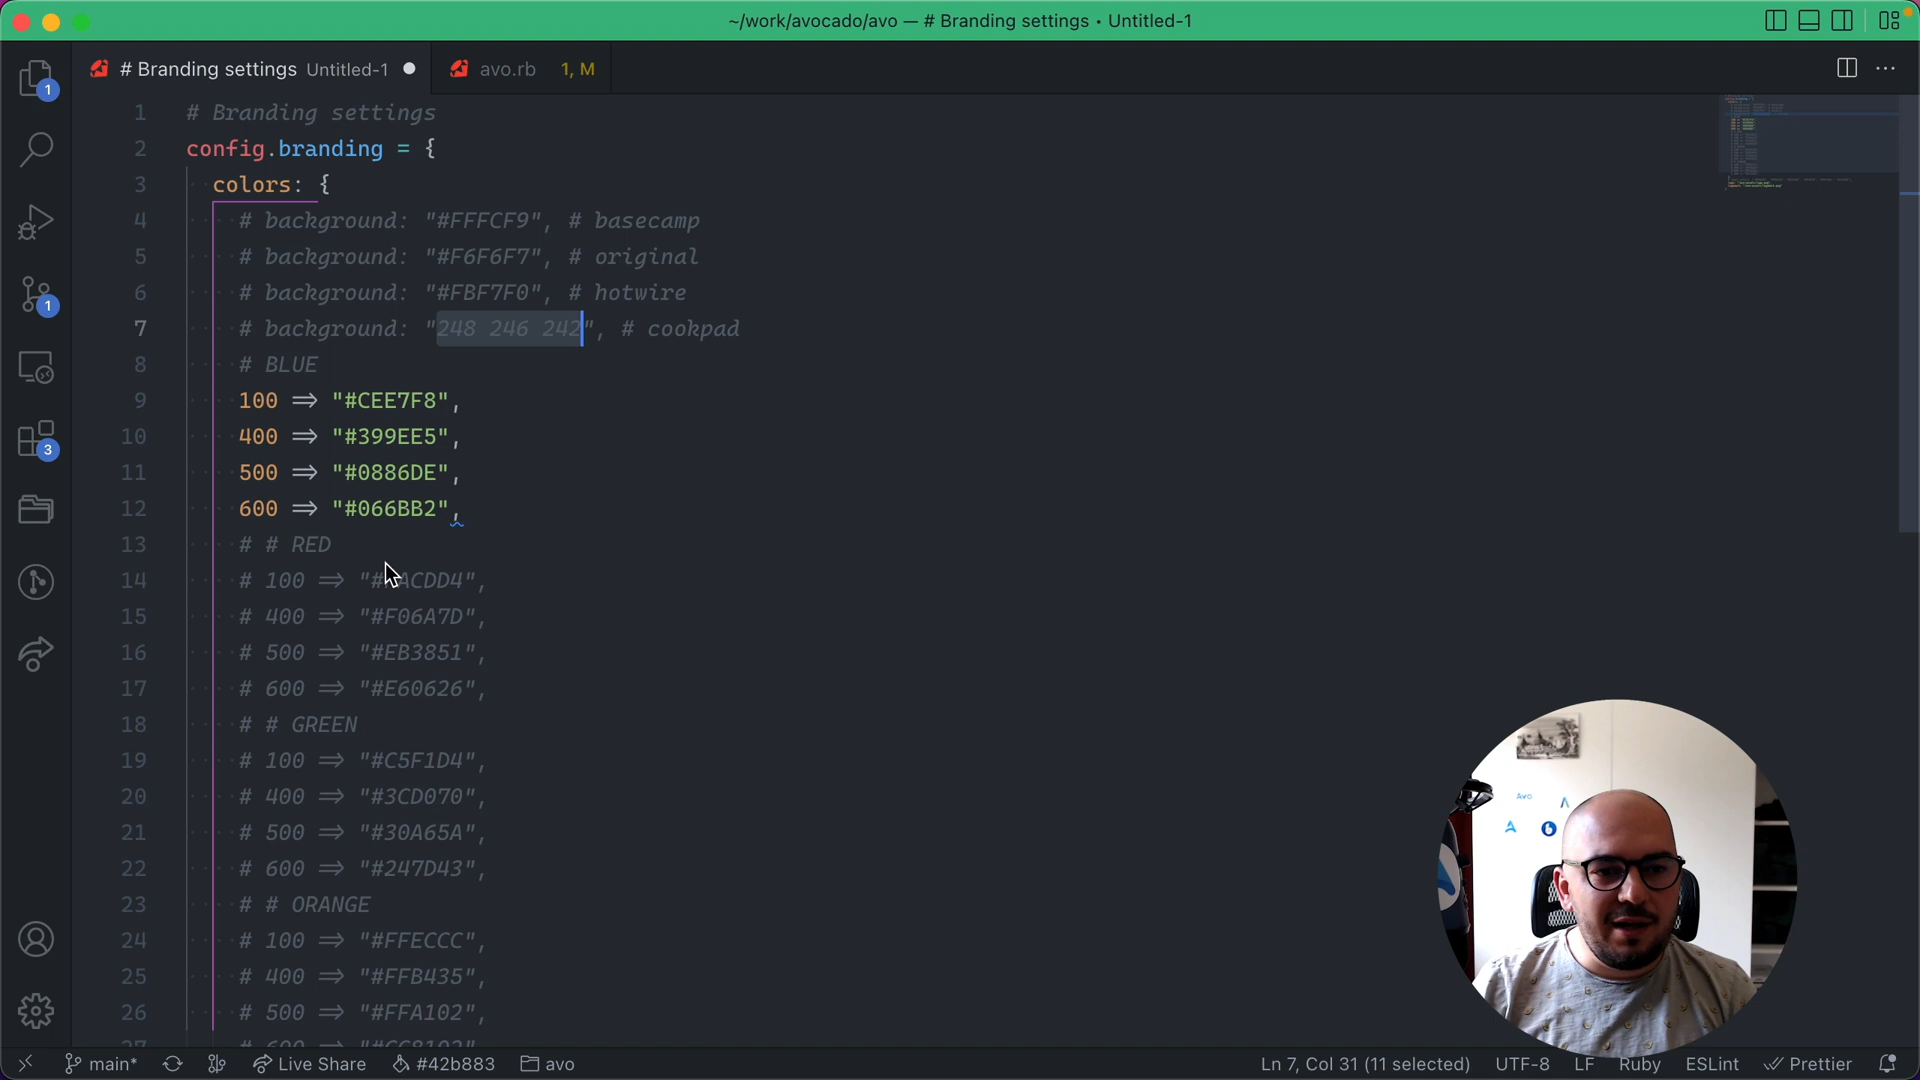 ~/work/avocado/avo — # Branding settings • Untitled-1
# Branding settings Untitled-1
avo.rb 1, M
1 # Branding settings
2 config.branding = {
3 colors: {
4 # background: "#FFFCF9", # basecamp
5 # background: "#F6F6F7", # original
6 # background: "#FBF7F0", # hotwire
7 # background: "248 246 242", # cookpad
8 # BLUE
9 100 => "#CEE7F8",
10 400 => "#399EE5",
11 500 => "#0886DE",
12 600 => "#066BB2",
13 # # RED
14 # 100 => "#ACDD4",
15 # 400 => "#F06A7D",
16 # 500 => "#EB3851",
17 # 600 => "#E60626",
18 # # GREEN
19 # 100 => "#C5F1D4",
20 # 400 => "#3CD070",
21 # 500 => "#30A65A",
22 # 600 => "#247D43",
23 # # ORANGE
24 # 100 => "#FFECCC",
25 # 400 => "#FFB435",
26 # 500 => "#FFA102",
1
1
3
Avo
main*
Live Share
#42b883
avo
Ln 7, Col 31 (11 selected)
UTF-8
LF
Ruby
ESLint
Prettier